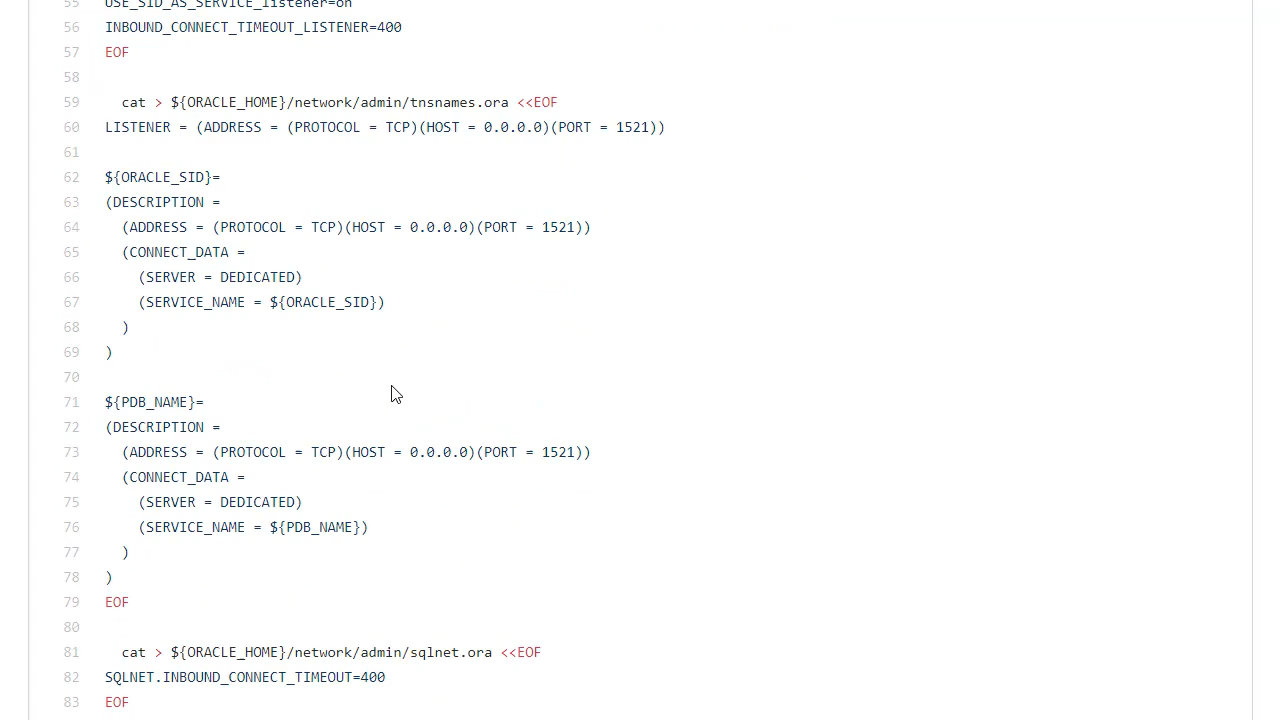 55 USE_SID_AS_SERVICE_listener=on
56 INBOUND_CONNECT_TIMEOUT_LISTENER=400
57 EOF
58
59   cat > ${ORACLE_HOME}/network/admin/tnsnames.ora <<EOF
60 LISTENER = (ADDRESS = (PROTOCOL = TCP)(HOST = 0.0.0.0)(PORT = 1521))
61
62 ${ORACLE_SID}=
63 (DESCRIPTION =
64   (ADDRESS = (PROTOCOL = TCP)(HOST = 0.0.0.0)(PORT = 1521))
65   (CONNECT_DATA =
66     (SERVER = DEDICATED)
67     (SERVICE_NAME = ${ORACLE_SID})
68   )
69 )
70
71 ${PDB_NAME}=
72 (DESCRIPTION =
73   (ADDRESS = (PROTOCOL = TCP)(HOST = 0.0.0.0)(PORT = 1521))
74   (CONNECT_DATA =
75     (SERVER = DEDICATED)
76     (SERVICE_NAME = ${PDB_NAME})
77   )
78 )
79 EOF
80
81   cat > ${ORACLE_HOME}/network/admin/sqlnet.ora <<EOF
82 SQLNET.INBOUND_CONNECT_TIMEOUT=400
83 EOF